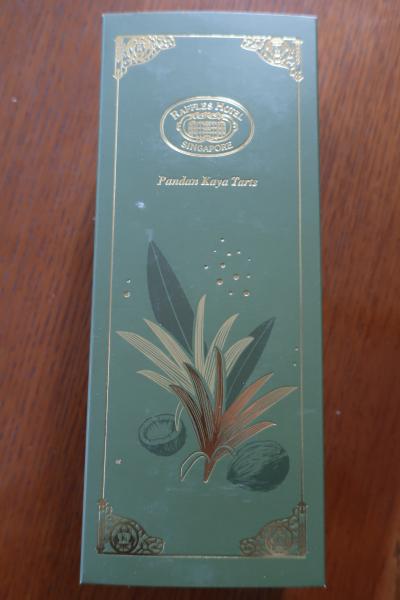 RAFFLES HOTEL
SINGAPORE
Pandan Kaya Tarts